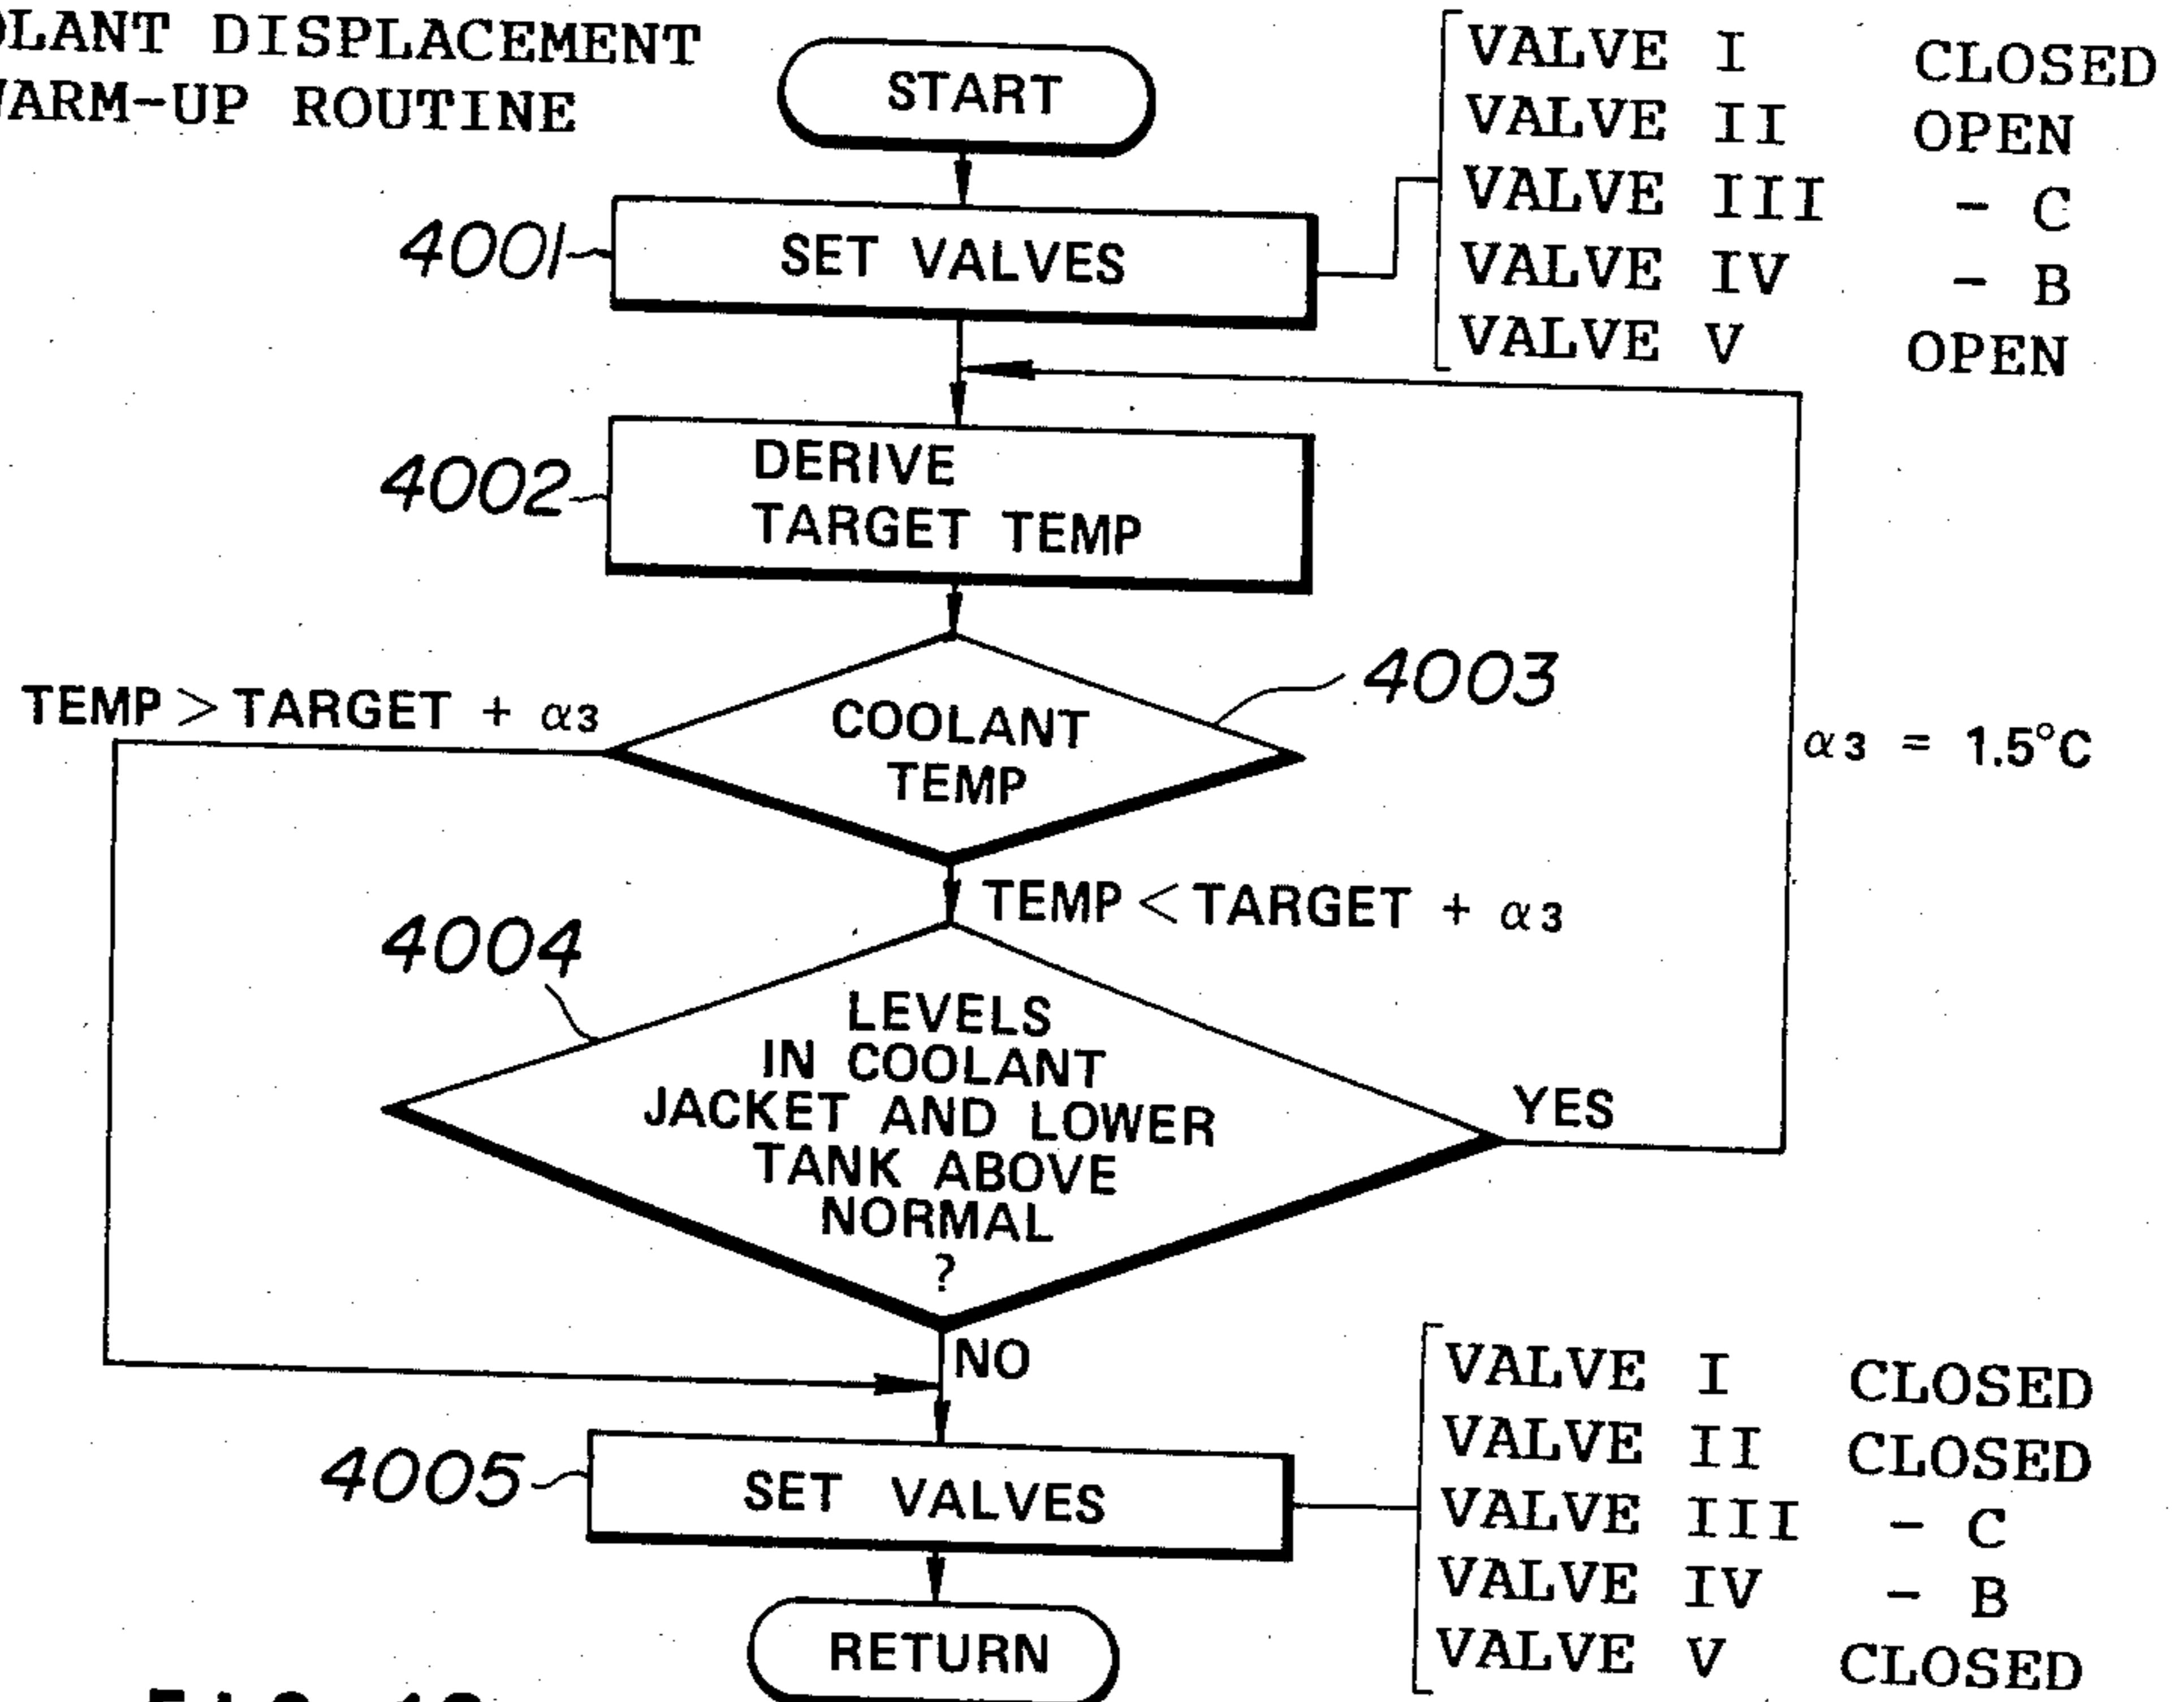 DISPLACEMENT
ROUTINE
START
VALVE I CLOSED
VALVE II OPEN
VALVE III - C
VALVE IV - B
VALVE V OPEN
4001
SET VALVES
4002
DERIVE
TARGET TEMP
4003
COOLANT
TEMP
TEMP > TARGET + α3
α3 = 1.5°C
TEMP < TARGET + α3
4004
LEVELS
IN COOLANT
JACKET AND LOWER
TANK ABOVE
NORMAL
?
YES
NO
4005
SET VALVES
VALVE I CLOSED
VALVE II CLOSED
VALVE III - C
VALVE IV - B
VALVE V CLOSED
RETURN